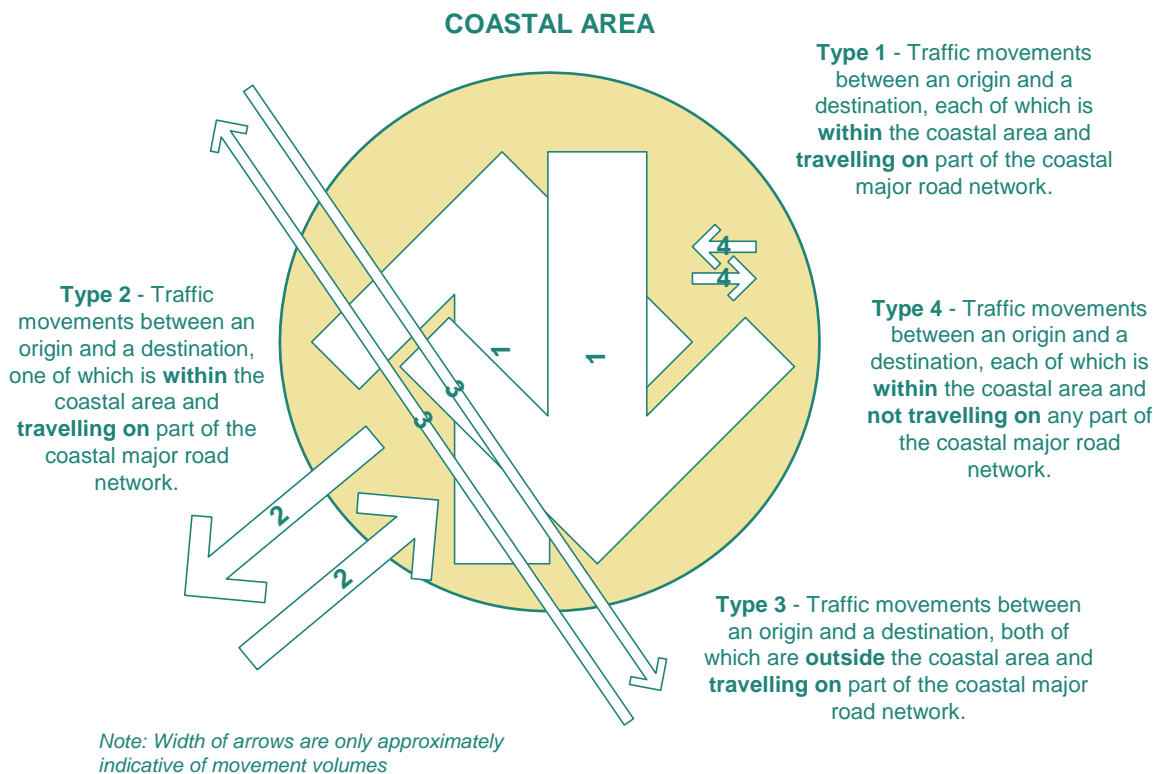 COASTAL AREA
Type 1 - Traffic movements
between an origin and a
destination, each of which is
within the coastal area and
travelling on part of the coastal
major road network.
Type 2 - Traffic
movements between an
origin and a destination,
one of which is within the
coastal area and
travelling on part of the
coastal major road
network.
4
4
Type 4 - Traffic movements
between an origin and a
destination, each of which is
within the coastal area and
not travelling on any part of
the coastal major road
network.
1
1
3
3
2
2
Type 3 - Traffic movements between
an origin and a destination, both of
which are outside the coastal area and
travelling on part of the coastal major
road network.
Note: Width of arrows are only approximately
indicative of movement volumes